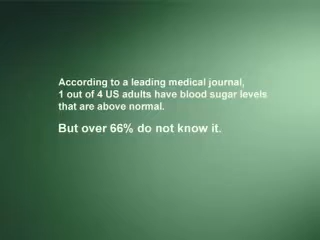 According to a leading medical journal,
1 out of 4 US adults have blood sugar levels
that are above normal.
But over 66% do not know it.